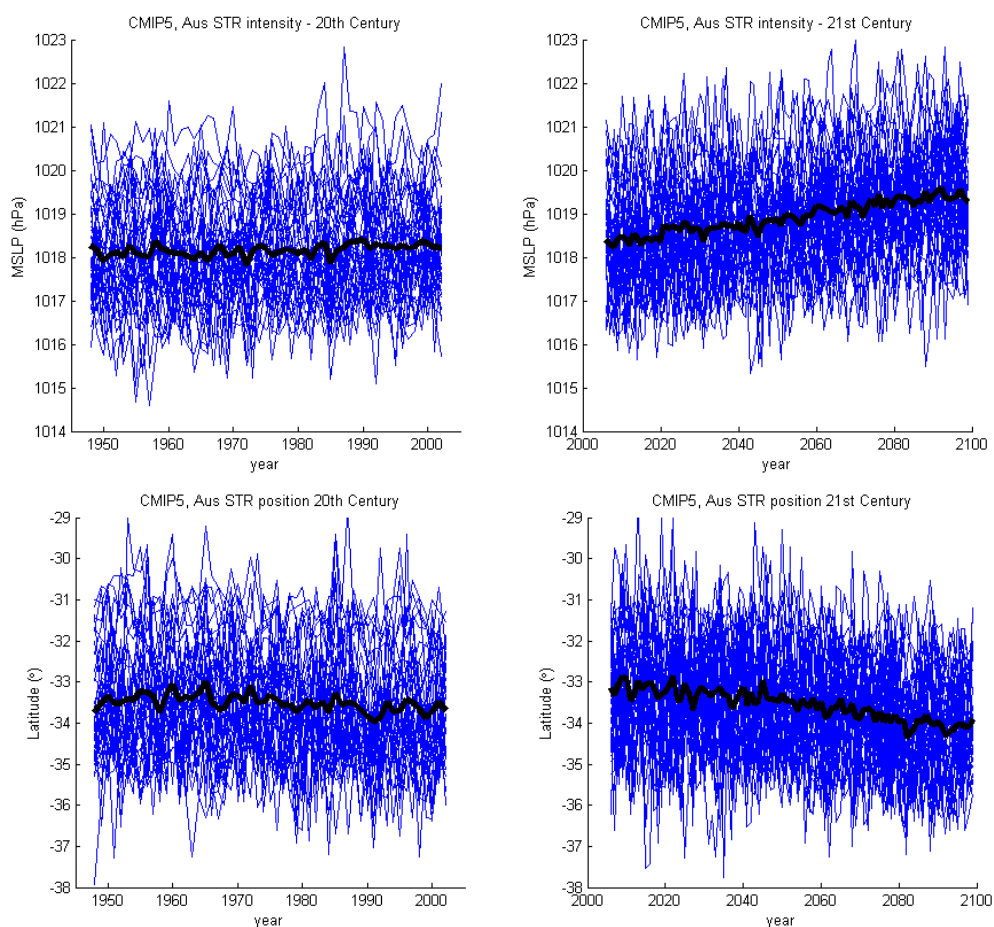 CMIP5, Aus STR intensity - 20th Century
1023
1022
1021
1020
1019
1018
1017
1016
1015
1014
MSLP (hPa)
1950 1960 1970 1980 1990 2000
year
CMIP5, Aus STR intensity - 21st Century
1023
1022
1021
1020
1019
1018
1017
1016
1015
1014
MSLP (hPa)
2000 2020 2040 2060 2080 2100
year
CMIP5, Aus STR position 20th Century
-29
-30
-31
-32
-33
-34
-35
-36
-37
-38
Latitude (º)
1950 1960 1970 1980 1990 2000
year
CMIP5, Aus STR position 21st Century
-29
-30
-31
-32
-33
-34
-35
-36
-37
-38
Latitude (º)
2000 2020 2040 2060 2080 2100
year